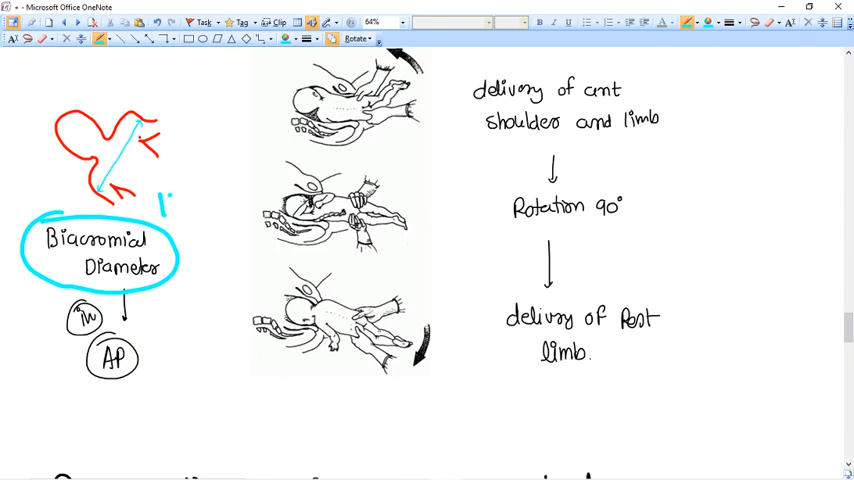 + - Microsoft Office OneNote
Task
Tag
Clip
64%
B I U
Rotate
delivery of ant
shoulder and limb
Rotation 90°
delivery of Post
limb.
Biacromial
Diameter
in
AP